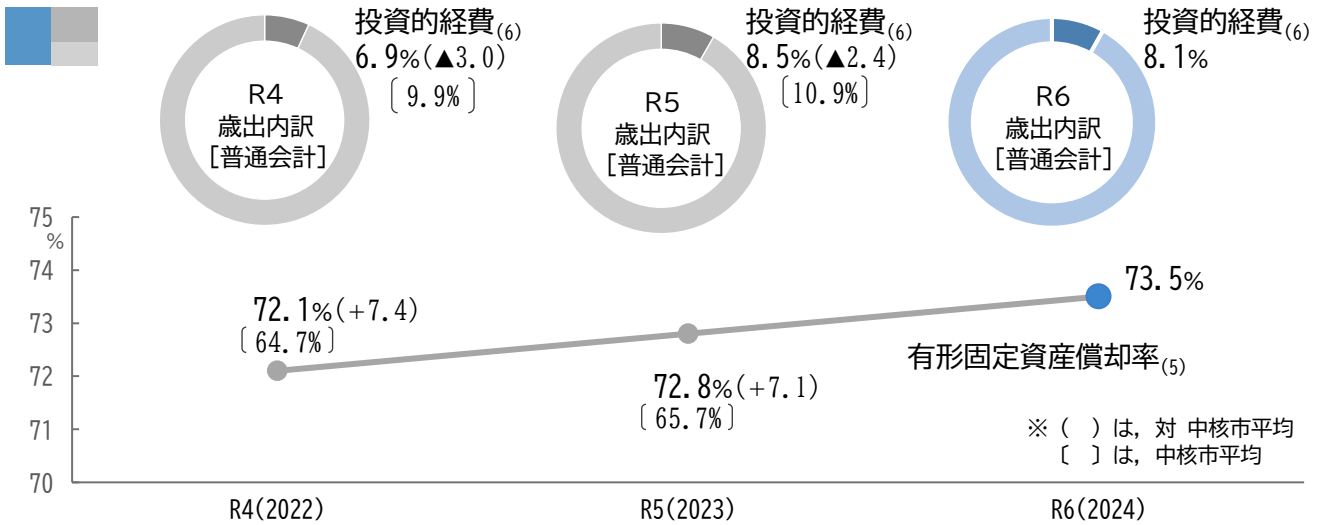 投資的経費(6)
6.9%(▲3.0)
〔9.9%〕
R4
歳出内訳
[普通会計]
投資的経費(6)
8.5%(▲2.4)
〔10.9%〕
R5
歳出内訳
[普通会計]
投資的経費(6)
8.1%
R6
歳出内訳
[普通会計]
75
%
74
73
72
71
70
72.1%(+7.4)
〔64.7%〕
72.8%(+7.1)
〔65.7%〕
73.5%
有形固定資産償却率(5)
※ (　) は，対 中核市平均
〔　〕は，中核市平均
R4(2022)
R5(2023)
R6(2024)